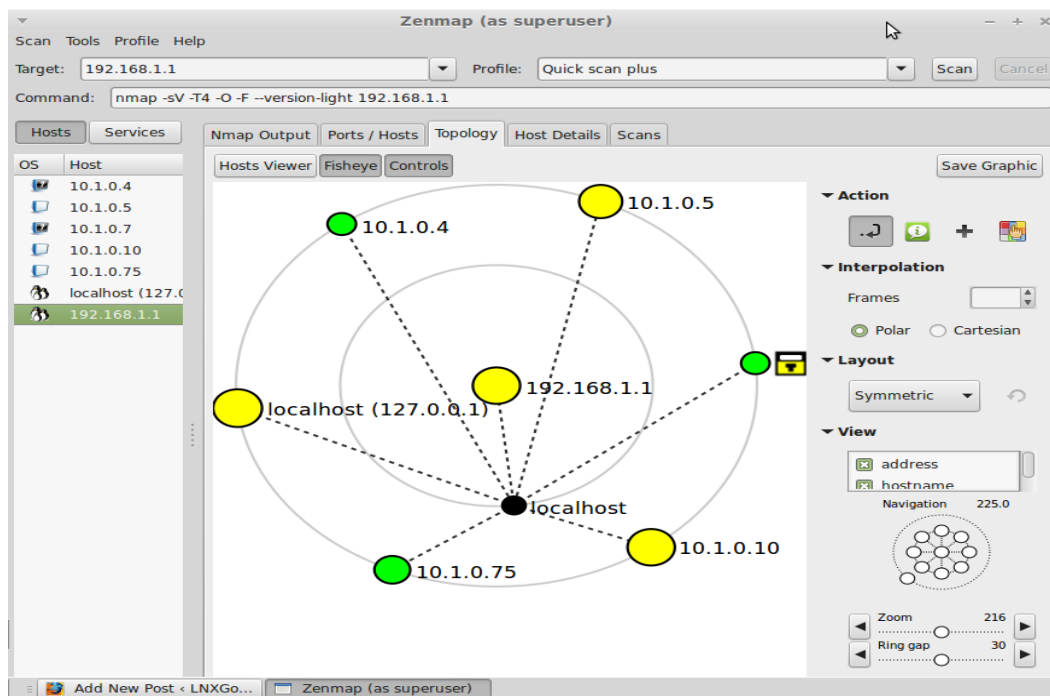 Zenmap (as superuser)
Scan Tools Profile Help
Target: 192.168.1.1 Profile: Quick scan plus Scan Cancel
Command: nmap -sV -T4 -O -F --version-light 192.168.1.1
Hosts Services
Nmap Output Ports / Hosts Topology Host Details Scans
OS Host
10.1.0.4
10.1.0.5
10.1.0.7
10.1.0.10
10.1.0.75
localhost (127.0
192.168.1.1
Hosts Viewer Fisheye Controls Save Graphic
10.1.0.5
10.1.0.4
192.168.1.1
localhost (127.0.0.1)
localhost
10.1.0.10
10.1.0.75
Action
Interpolation
Frames
Polar Cartesian
Layout
Symmetric
View
address
hostname
Navigation 225.0
Zoom 216
Ring gap 30
Add New Post ‹ LNXGo...
Zenmap (as superuser)